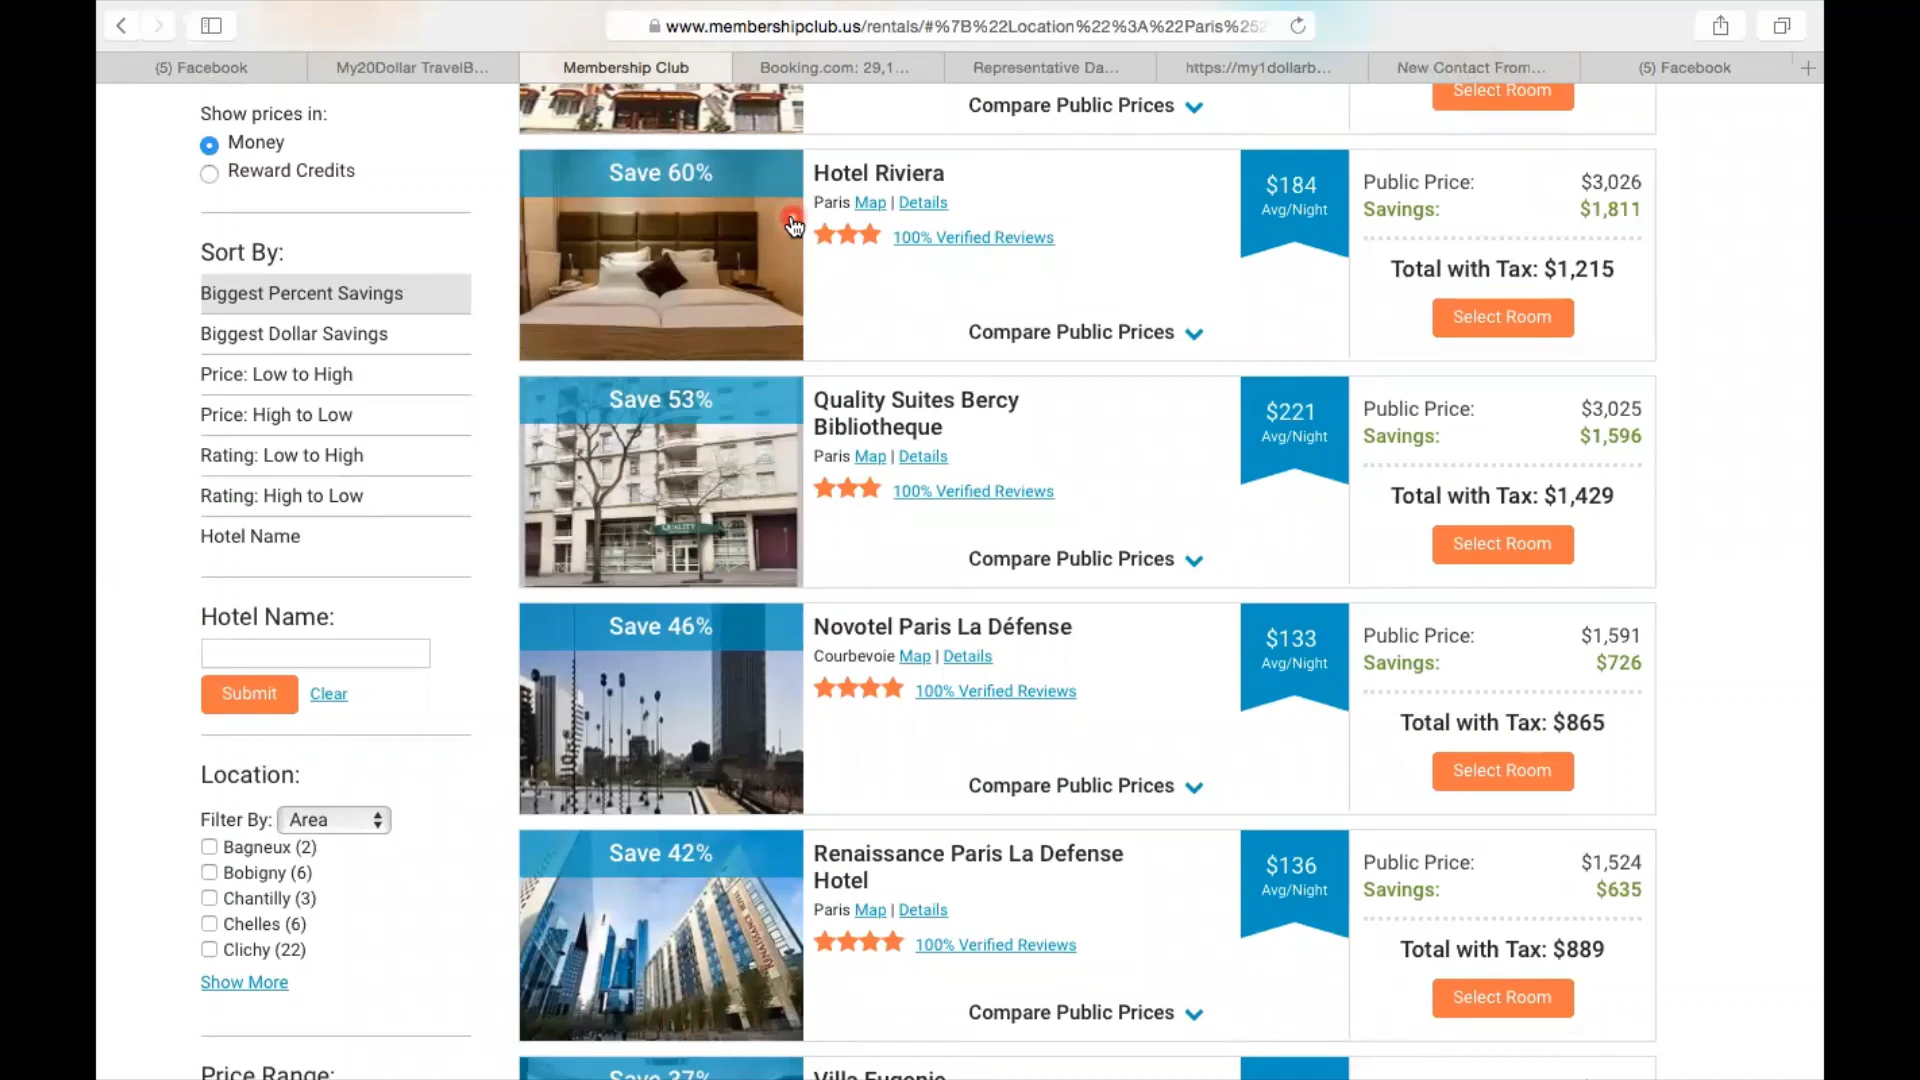 www.membershipclub.us/rentals/#%7B%22Location%22%3A%22Paris%252
(5) Facebook
My20Dollar TravelB...
Membership Club
Booking.com: 29,1...
Representative Da...
https://my1dollarb...
New Contact From...
(5) Facebook
Show prices in:
Money
Reward Credits
Sort By:
Biggest Percent Savings
Biggest Dollar Savings
Price: Low to High
Price: High to Low
Rating: Low to High
Rating: High to Low
Hotel Name
Hotel Name:
Submit
Clear
Location:
Filter By: Area
Bagneux (2)
Bobigny (6)
Chantilly (3)
Chelles (6)
Clichy (22)
Show More
Price Range:
Compare Public Prices
Select Room
Save 60%
Hotel Riviera
Paris Map | Details
100% Verified Reviews
Compare Public Prices
$184
Avg/Night
Public Price: $3,026
Savings: $1,811
Total with Tax: $1,215
Select Room
Save 53%
QUALITY
Quality Suites Bercy
Bibliotheque
Paris Map | Details
100% Verified Reviews
Compare Public Prices
$221
Avg/Night
Public Price: $3,025
Savings: $1,596
Total with Tax: $1,429
Select Room
Save 46%
Novotel Paris La Défense
Courbevoie Map | Details
100% Verified Reviews
Compare Public Prices
$133
Avg/Night
Public Price: $1,591
Savings: $726
Total with Tax: $865
Select Room
Save 42%
RENAISSANCE
Renaissance Paris La Defense
Hotel
Paris Map | Details
100% Verified Reviews
Compare Public Prices
$136
Avg/Night
Public Price: $1,524
Savings: $635
Total with Tax: $889
Select Room
Save 37%
Villa Eugenie